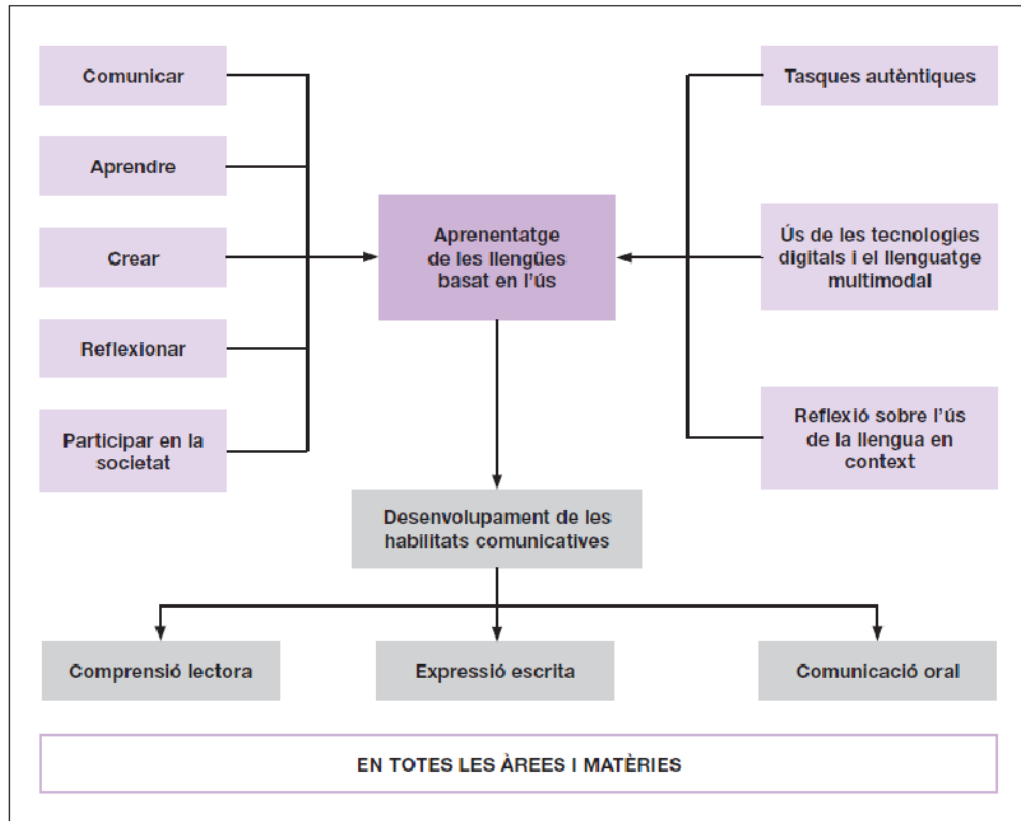 Comunicar
Aprendre
Crear
Reflexionar
Participar en la
societat
Aprenentatge
de les llengües
basat en l'ús
Tasques autèntiques
Ús de les tecnologies
digitals i el llenguatge
multimodal
Reflexió sobre l'ús
de la llengua en
context
Desenvolupament de les
habilitats comunicatives
Comprensió lectora
Expressió escrita
Comunicació oral
EN TOTES LES ÀREES I MATÈRIES